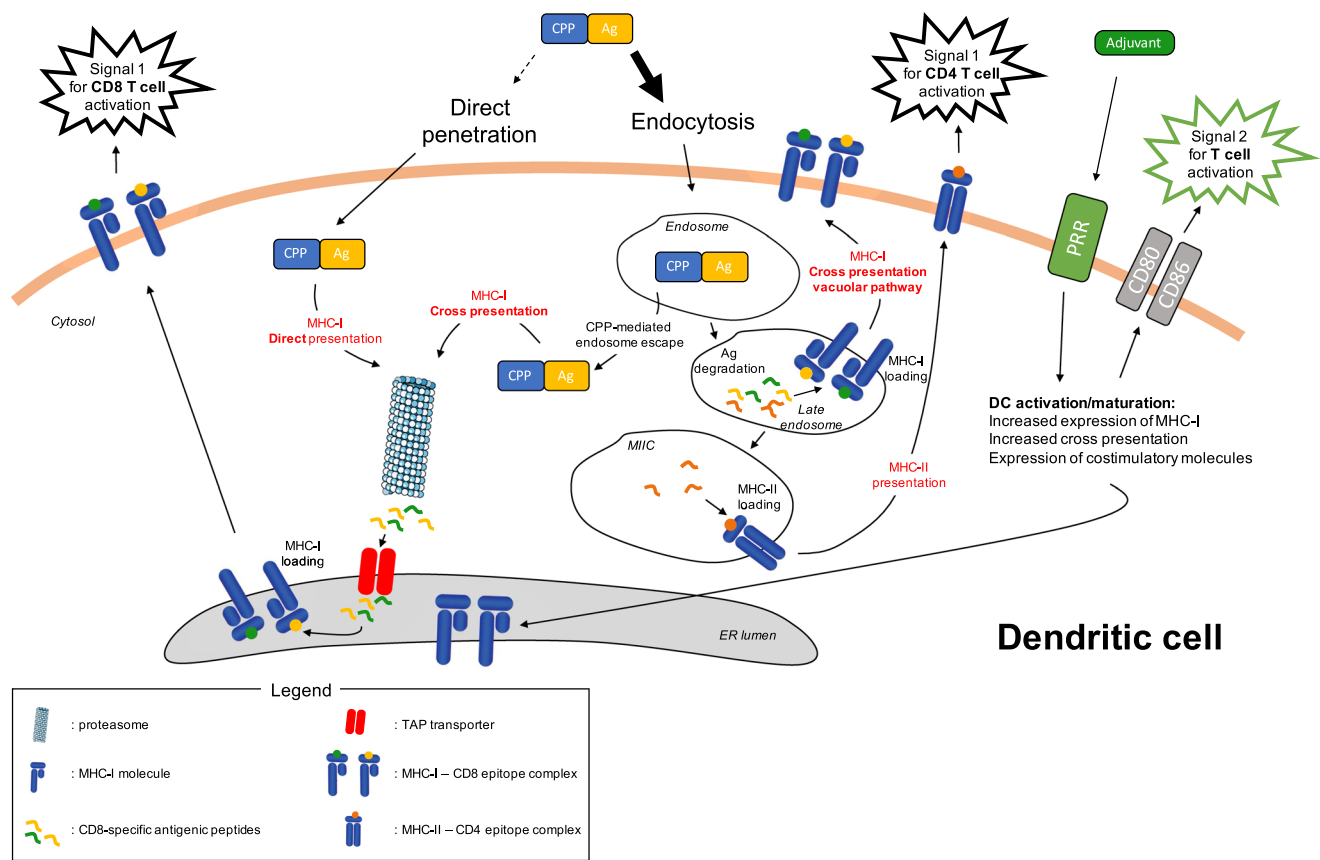 CPP Ag
Adjuvant
Signal 1
for CD8 T cell
activation
Direct
penetration
Endocytosis
Signal 1
for CD4 T cell
activation
Signal 2
for T cell
activation
Endosome
CPP Ag
CPP Ag
PRR
CD80
CD86
Cytosol
MHC-I
Direct presentation
MHC-I
Cross presentation
MHC-I
Cross presentation
vacuolar pathway
CPP-mediated
endosome escape
CPP Ag
Ag
degradation
MHC-I
loading
Late
endosome
DC activation/maturation:
Increased expression of MHC-I
Increased cross presentation
Expression of costimulatory molecules
MIIC
MHC-II
loading
MHC-II
presentation
MHC-I
loading
ER lumen
Dendritic cell
Legend
: proteasome
: TAP transporter
: MHC-I molecule
: MHC-I – CD8 epitope complex
: CD8-specific antigenic peptides
: MHC-II – CD4 epitope complex